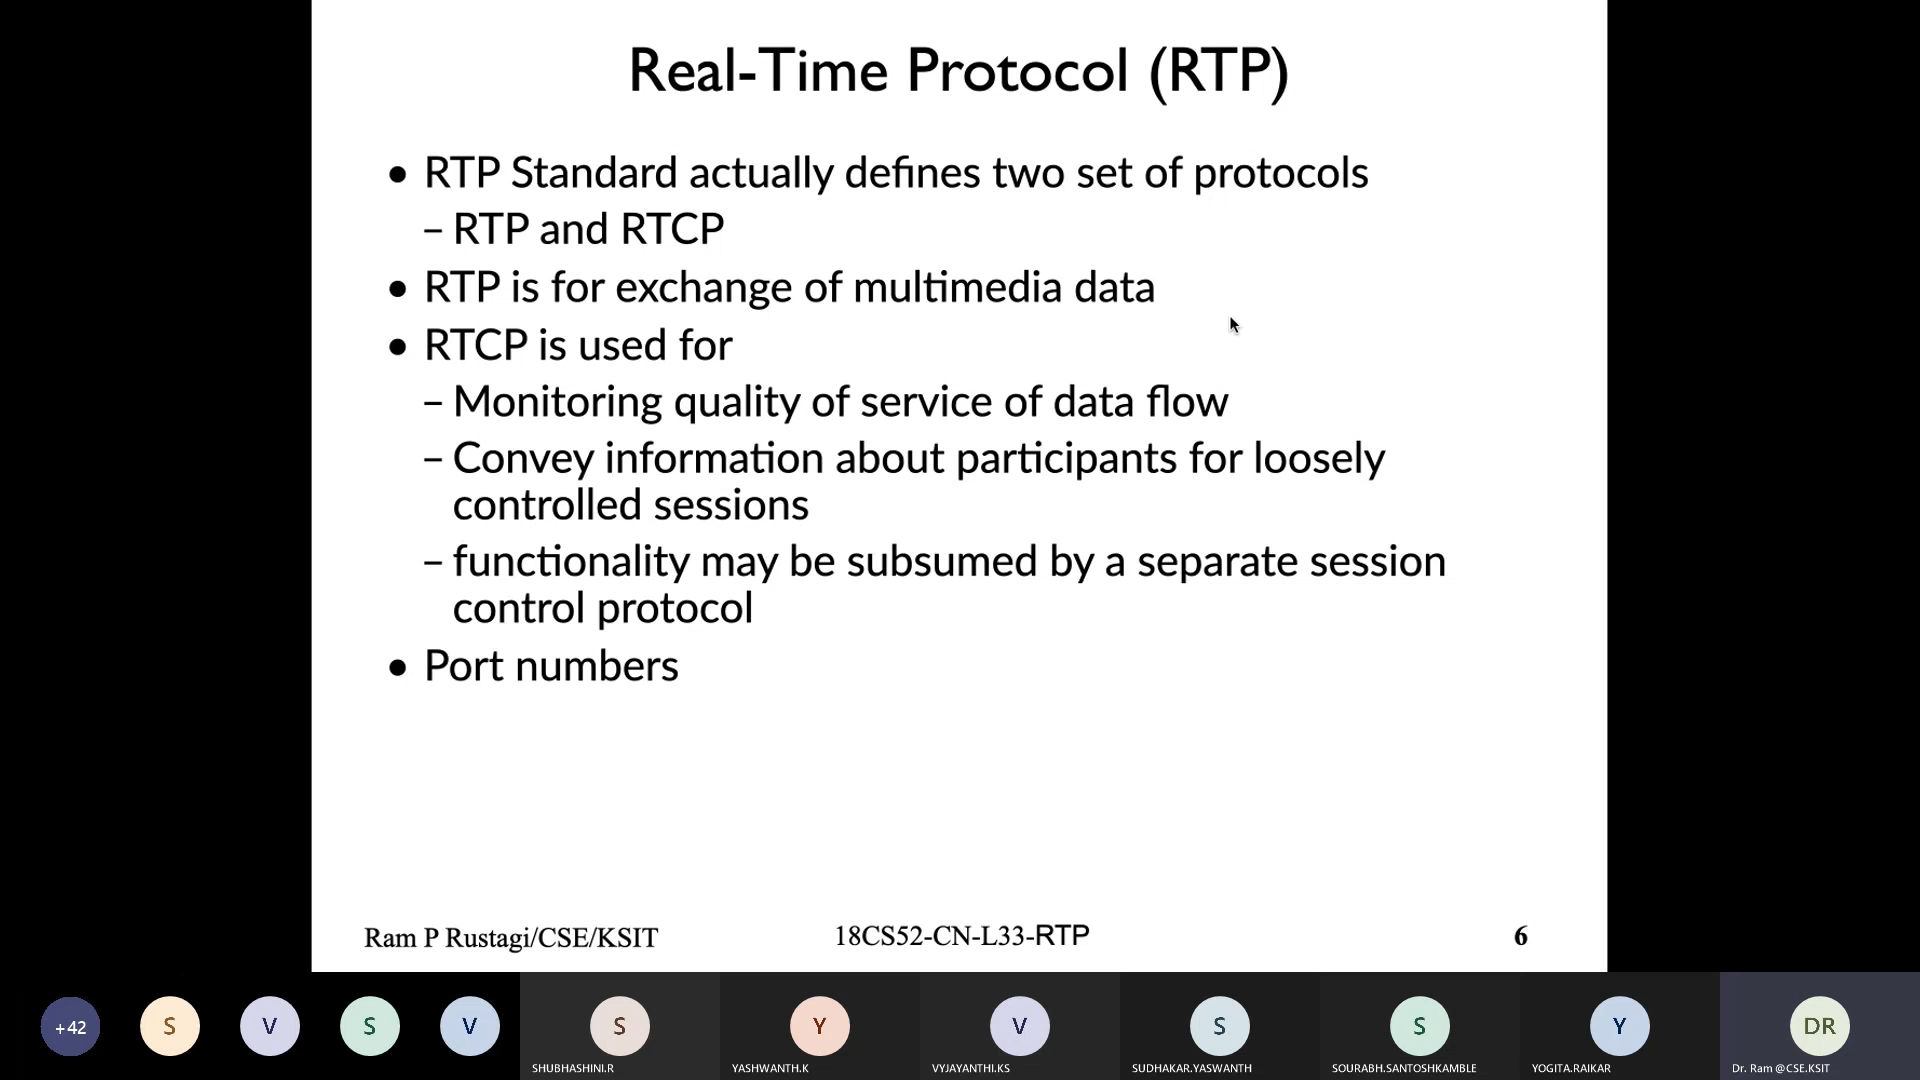 Real-Time Protocol (RTP)
• RTP Standard actually defines two set of protocols
– RTP and RTCP
• RTP is for exchange of multimedia data
• RTCP is used for
– Monitoring quality of service of data flow
– Convey information about participants for loosely
controlled sessions
– functionality may be subsumed by a separate session
control protocol
• Port numbers
Ram P Rustagi/CSE/KSIT
18CS52-CN-L33-RTP
6
+42
S
V
S
V
S
SHUBHASHINI.R
Y
YASHWANTH.K
V
VYJAYANTHI.KS
S
SUDHAKAR.YASWANTH
S
SOURABH.SANTOSHKAMBLE
Y
YOGITA.RAIKAR
DR
Dr. Ram @CSE.KSIT